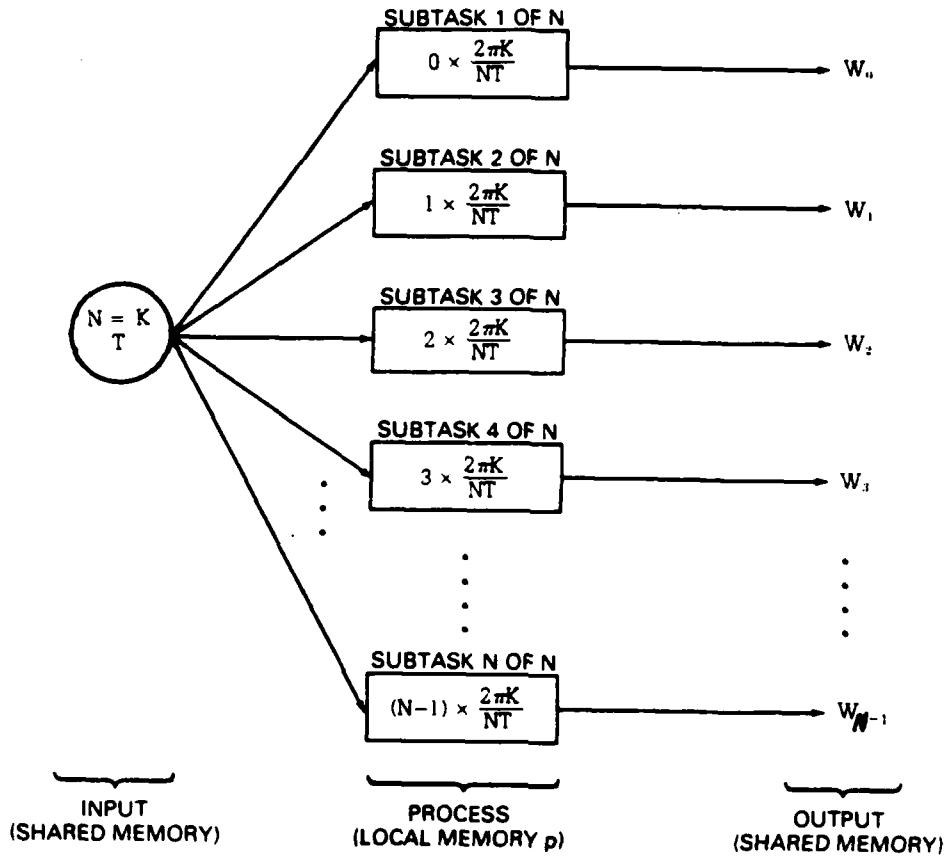 SUBTASK 1 OF N
0 × 2πK
NT
W₀
SUBTASK 2 OF N
1 × 2πK
NT
W₁
SUBTASK 3 OF N
2 × 2πK
NT
W₂
N = K
T
SUBTASK 4 OF N
3 × 2πK
NT
W₃
SUBTASK N OF N
(N-1) × 2πK
NT
W N-1
INPUT
(SHARED MEMORY)
PROCESS
(LOCAL MEMORY p)
OUTPUT
(SHARED MEMORY)